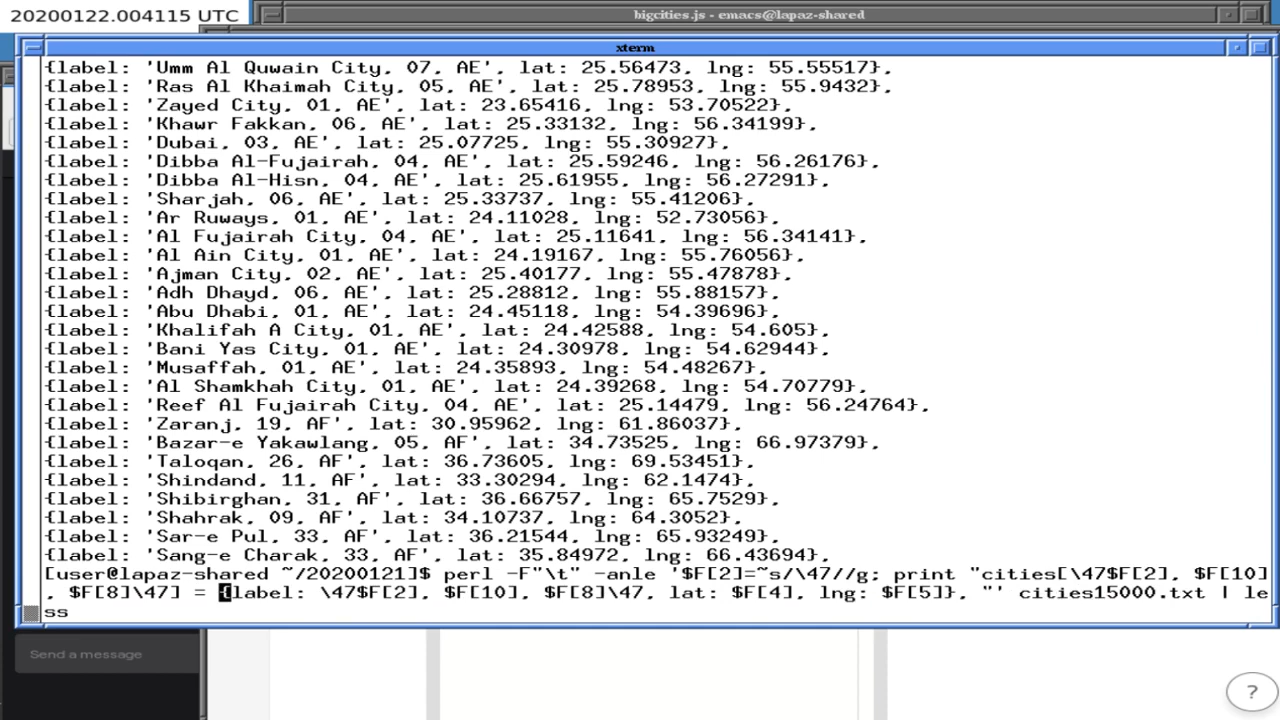 20200122.004115 UTC
bigcities.js - emacs@lapaz-shared
xterm
{label: 'Umm Al Quwain City, 07, AE', lat: 25.56473, lng: 55.55517},
{label: 'Ras Al Khaimah City, 05, AE', lat: 25.78953, lng: 55.9432},
{label: 'Zayed City, 01, AE', lat: 23.65416, lng: 53.70522},
{label: 'Khawr Fakkan, 06, AE', lat: 25.33132, lng: 56.34199},
{label: 'Dubai, 03, AE', lat: 25.07725, lng: 55.30927},
{label: 'Dibba Al-Fujairah, 04, AE', lat: 25.59246, lng: 56.26176},
{label: 'Dibba Al-Hisn, 04, AE', lat: 25.61955, lng: 56.27291},
{label: 'Sharjah, 06, AE', lat: 25.33737, lng: 55.41206},
{label: 'Ar Ruways, 01, AE', lat: 24.11028, lng: 52.73056},
{label: 'Al Fujairah City, 04, AE', lat: 25.11641, lng: 56.34141},
{label: 'Al Ain City, 01, AE', lat: 24.19167, lng: 55.76056},
{label: 'Ajman City, 02, AE', lat: 25.40177, lng: 55.47878},
{label: 'Adh Dhayd, 06, AE', lat: 25.28812, lng: 55.88157},
{label: 'Abu Dhabi, 01, AE', lat: 24.45118, lng: 54.39696},
{label: 'Khalifah A City, 01, AE', lat: 24.42588, lng: 54.605},
{label: 'Bani Yas City, 01, AE', lat: 24.30978, lng: 54.62944},
{label: 'Musaffah, 01, AE', lat: 24.35893, lng: 54.48267},
{label: 'Al Shamkhah City, 01, AE', lat: 24.39268, lng: 54.70779},
{label: 'Reef Al Fujairah City, 04, AE', lat: 25.14479, lng: 56.24764},
{label: 'Zaranj, 19, AF', lat: 30.95962, lng: 61.86037},
{label: 'Bazar-e Yakawlang, 05, AF', lat: 34.73525, lng: 66.97379},
{label: 'Taloqan, 26, AF', lat: 36.73605, lng: 69.53451},
{label: 'Shindand, 11, AF', lat: 33.30294, lng: 62.1474},
{label: 'Shibirghan, 31, AF', lat: 36.66757, lng: 65.7529},
{label: 'Shahrak, 09, AF', lat: 34.10737, lng: 64.3052},
{label: 'Sar-e Pul, 33, AF', lat: 36.21544, lng: 65.93249},
{label: 'Sang-e Charak, 33, AF', lat: 35.84972, lng: 66.43694},
[user@lapaz-shared ~/20200121]$ perl -F"\t" -anle '$F[2]=~s/\47//g; print "cities[\47$F[2], $F[10]
, $F[8]\47] = {label: \47$F[2], $F[10], $F[8]\47, lat: $F[4], lng: $F[5]}, "' cities15000.txt | le
ss
Send a message
?